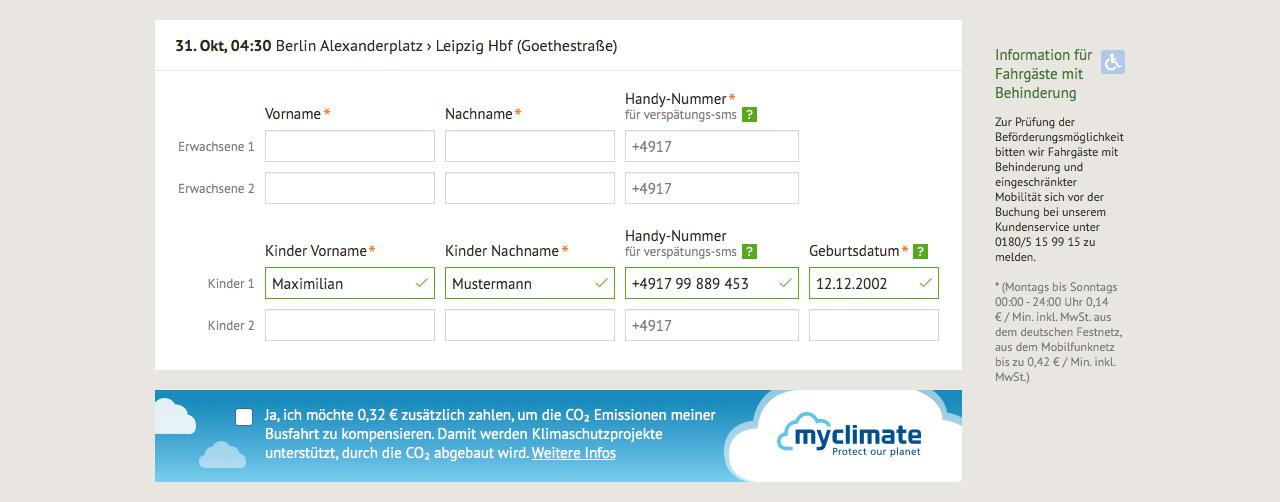 31. Okt, 04:30 Berlin Alexanderplatz › Leipzig Hbf (Goethestraße)
Vorname * Nachname * Handy-Nummer *
für verspätungs-sms ?
Erwachsene 1 +4917
Erwachsene 2 +4917
Kinder Vorname * Kinder Nachname * Handy-Nummer Geburtsdatum * ?
für verspätungs-sms ?
Kinder 1 Maximilian Mustermann +4917 99 889 453 12.12.2002
Kinder 2 +4917
Ja, ich möchte 0,32 € zusätzlich zahlen, um die CO₂ Emissionen meiner
Busfahrt zu kompensieren. Damit werden Klimaschutzprojekte
unterstützt, durch die CO₂ abgebaut wird. Weitere Infos
myclimate
Protect our planet
Information für
Fahrgäste mit
Behinderung
Zur Prüfung der
Beförderungsmöglichkeit
bitten wir Fahrgäste mit
Behinderung und
eingeschränkter
Mobilität sich vor der
Buchung bei unserem
Kundenservice unter
0180/5 15 99 15 zu
melden.
* (Montags bis Sonntags
00:00 - 24:00 Uhr 0,14
€ / Min. inkl. MwSt. aus
dem deutschen Festnetz,
aus dem Mobilfunknetz
bis zu 0,42 € / Min. inkl.
MwSt.)